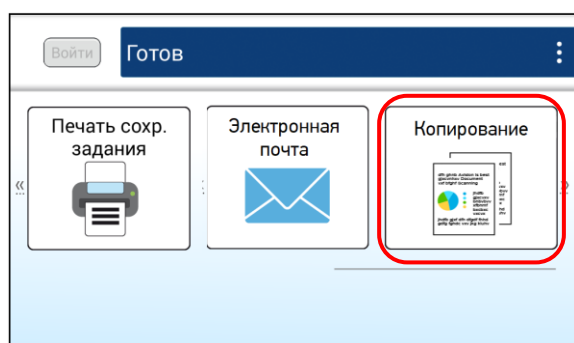 Войти
Готов
Печать сохр.
задания
Электронная
почта
Копирование
«
»